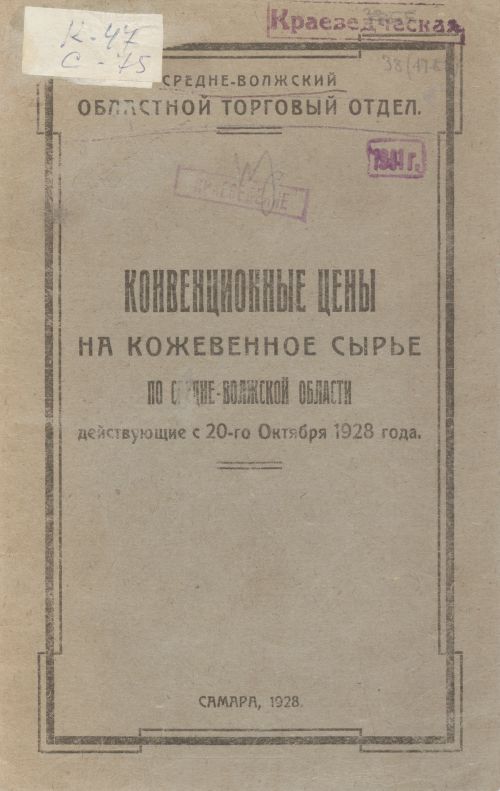 К-47
С-75
Краеведческая
СРЕДНЕ-ВОЛЖСКИЙ
ОБЛАСТНОЙ ТОРГОВЫЙ ОТДЕЛ.
1941 г.
КОНВЕНЦИОННЫЕ ЦЕНЫ
НА КОЖЕВЕННОЕ СЫРЬЕ
ПО СРЕДНЕ-ВОЛЖСКОЙ ОБЛАСТИ
действующие с 20-го Октября 1928 года.
САМАРА, 1928.